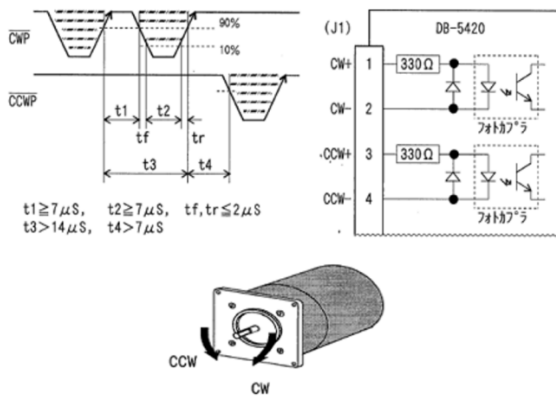 CWP
90%
10%
CCWP
t1 t2
tf tr
t3 t4
t1≧7μS, t2≧7μS, tf,tr≦2μS
t3>14μS, t4>7μS
(J1) DB-5420
CW+ 1 330Ω
CW- 2
フォトカプラ
CCW+ 3 330Ω
CCW- 4
フォトカプラ
CCW
CW